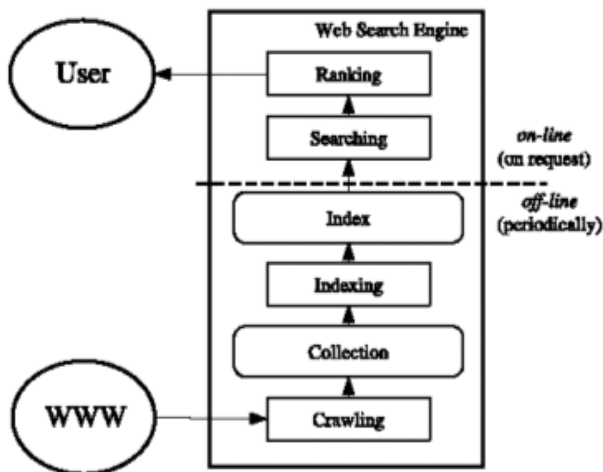 Web Search Engine
User
Ranking
Searching
on-line
(on request)
off-line
(periodically)
Index
Indexing
Collection
WWW
Crawling